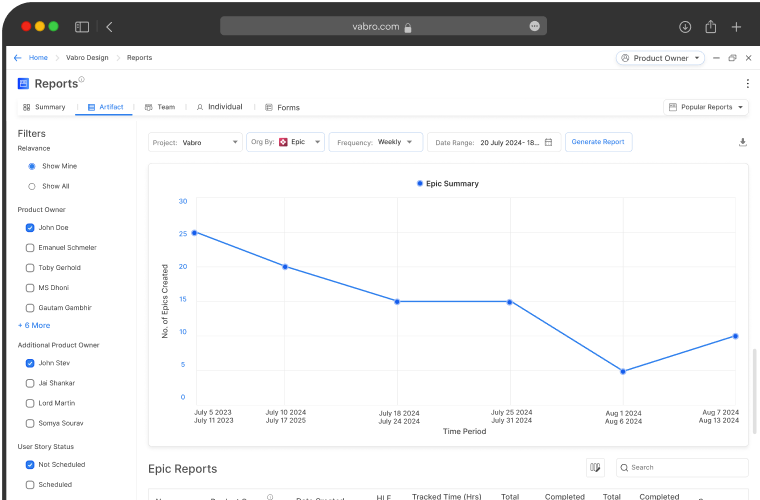 vabro.com
Home Vabro Design Reports
Product Owner
Reports
Summary Artifact Team Individual Forms
Popular Reports
Filters
Relavance
Show Mine
Show All
Product Owner
John Doe
Emanuel Schmeler
Toby Gerhold
MS Dhoni
Gautam Gambhir
+ 6 More
Additional Product Owner
John Stev
Jai Shankar
Lord Martin
Somya Sourav
User Story Status
Not Scheduled
Scheduled
Project: Vabro
Org By: Epic
Frequency: Weekly
Date Range: 20 July 2024- 18...
Generate Report
Epic Summary
No. of Epics Created
30
25
20
15
10
5
0
July 5 2023
July 11 2023
July 10 2024
July 17 2025
July 18 2024
July 24 2024
July 25 2024
July 31 2024
Aug 1 2024
Aug 6 2024
Aug 7 2024
Aug 13 2024
Time Period
Epic Reports
Search
Date Created HLE Tracked Time (Hrs) Total Completed Total Completed